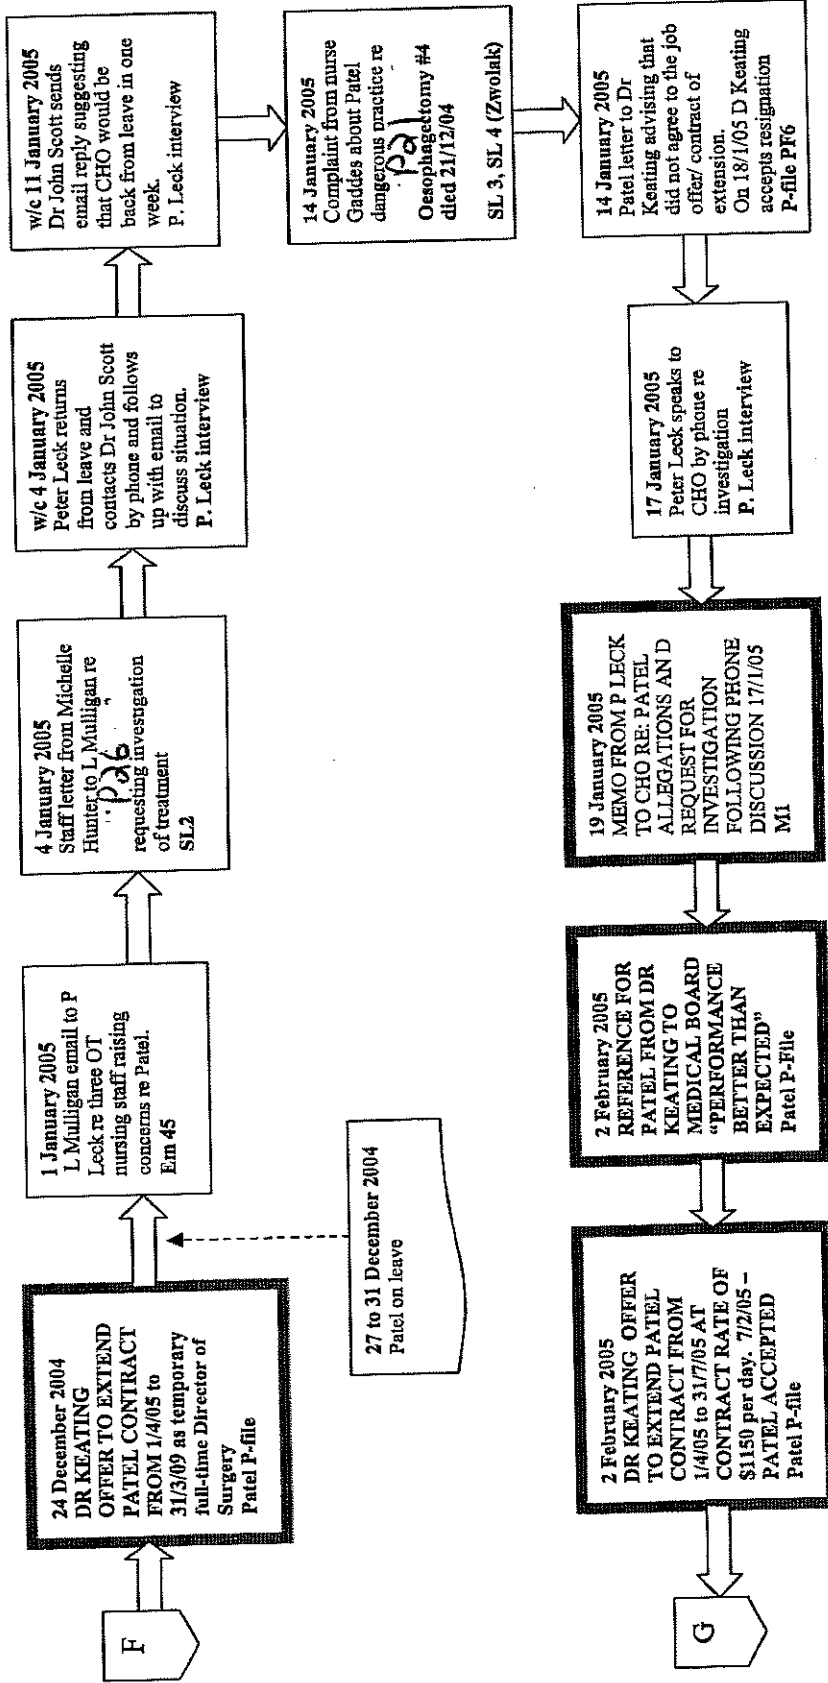 F
24 December 2004
DR KEATING
OFFER TO EXTEND
PATEL CONTRACT
FROM 1/4/05 to
31/3/09 as temporary
full-time Director of
Surgery
Patel P-file
27 to 31 December 2004
Patel on leave
1 January 2005
L Mulligan email to P
Leck re three OT
nursing staff raising
concerns re Patel.
Em 45
4 January 2005
Staff letter from Michelle
Hunter to L Mulligan re
P26
requesting investigation
of treatment
SL2
w/c 4 January 2005
Peter Leck returns
from leave and
contacts Dr John Scott
by phone and follows
up with email to
discuss situation.
P. Leck interview
w/c 11 January 2005
Dr John Scott sends
email reply suggesting
that CHO would be
back from leave in one
week.
P. Leck interview
14 January 2005
Complaint from nurse
Gaddes about Patel
dangerous practice re
P21
Oesophagectomy #4
died 21/12/04
SL 3, SL 4 (Zwolak)
14 January 2005
Patel letter to Dr
Keating advising that
did not agree to the job
offer/ contract of
extension.
On 18/1/05 D Keating
accepts resignation
P-file PF6
17 January 2005
Peter Leck speaks to
CHO by phone re
investigation
P. Leck interview
19 January 2005
MEMO FROM P LECK
TO CHO RE: PATEL
ALLEGATIONS AND
REQUEST FOR
INVESTIGATION
FOLLOWING PHONE
DISCUSSION 17/1/05
M1
2 February 2005
REFERENCE FOR
PATEL FROM DR
KEATING TO
MEDICAL BOARD
“PERFORMANCE
BETTER THAN
EXPECTED”
Patel P-File
2 February 2005
DR KEATING OFFER
TO EXTEND PATEL
CONTRACT FROM
1/4/05 to 31/7/05 AT
CONTRACT RATE OF
$1150 per day. 7/2/05 –
PATEL ACCEPTED
Patel P-file
G